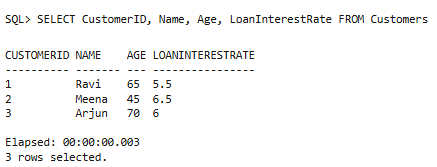 SQL> SELECT CustomerID, Name, Age, LoanInterestRate FROM Customers
CUSTOMERID NAME    AGE LOANINTERESTRATE
---------- ------- --- ----------------
1          Ravi    65  5.5
2          Meena   45  6.5
3          Arjun   70  6
Elapsed: 00:00:00.003
3 rows selected.